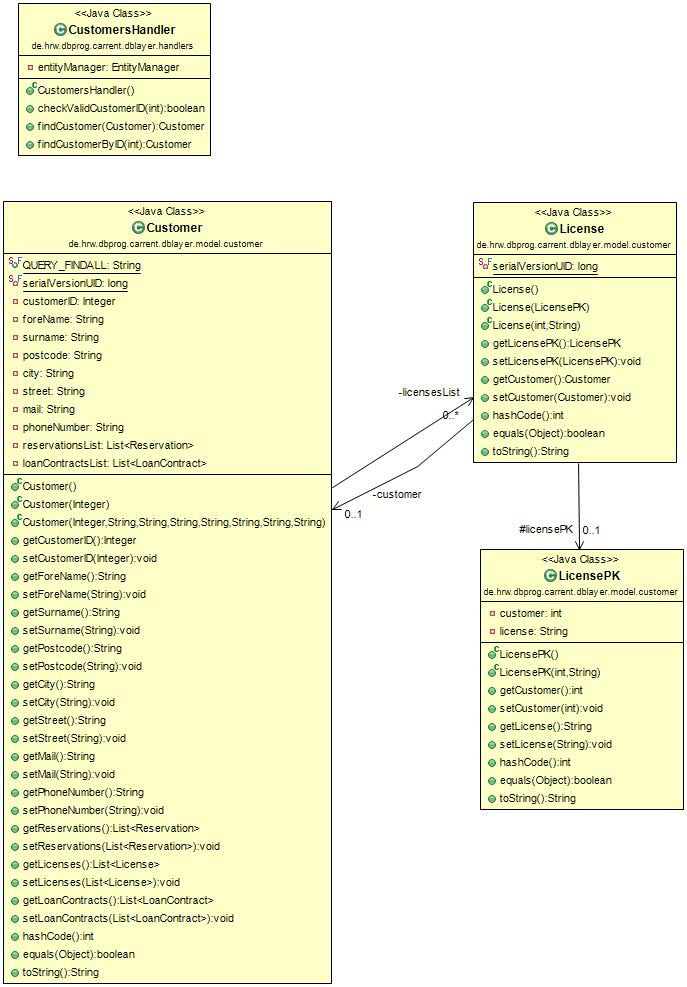 <<Java Class>>
CustomersHandler
de.hrw.dbprog.carrent.dblayer.handlers
entityManager: EntityManager
CustomersHandler()
checkValidCustomerID(int):boolean
findCustomer(Customer):Customer
findCustomerByID(int):Customer
<<Java Class>>
Customer
de.hrw.dbprog.carrent.dblayer.model.customer
QUERY_FINDALL: String
serialVersionUID: long
customerID: Integer
foreName: String
surname: String
postcode: String
city: String
street: String
mail: String
phoneNumber: String
reservationsList: List<Reservation>
loanContractsList: List<LoanContract>
Customer()
Customer(Integer)
Customer(Integer,String,String,String,String,String,String,String)
getCustomerID():Integer
setCustomerID(Integer):void
getForeName():String
setForeName(String):void
getSurname():String
setSurname(String):void
getPostcode():String
setPostcode(String):void
getCity():String
setCity(String):void
getStreet():String
setStreet(String):void
getMail():String
setMail(String):void
getPhoneNumber():String
setPhoneNumber(String):void
getReservations():List<Reservation>
setReservations(List<Reservation>):void
getLicenses():List<License>
setLicenses(List<License>):void
getLoanContracts():List<LoanContract>
setLoanContracts(List<LoanContract>):void
hashCode():int
equals(Object):boolean
toString():String
-licensesList
0..*
-customer
0..1
<<Java Class>>
License
de.hrw.dbprog.carrent.dblayer.model.customer
serialVersionUID: long
License()
License(LicensePK)
License(int,String)
getLicensePK():LicensePK
setLicensePK(LicensePK):void
getCustomer():Customer
setCustomer(Customer):void
hashCode():int
equals(Object):boolean
toString():String
#licensePK
0..1
<<Java Class>>
LicensePK
de.hrw.dbprog.carrent.dblayer.model.customer
customer: int
license: String
LicensePK()
LicensePK(int,String)
getCustomer():int
setCustomer(int):void
getLicense():String
setLicense(String):void
hashCode():int
equals(Object):boolean
toString():String